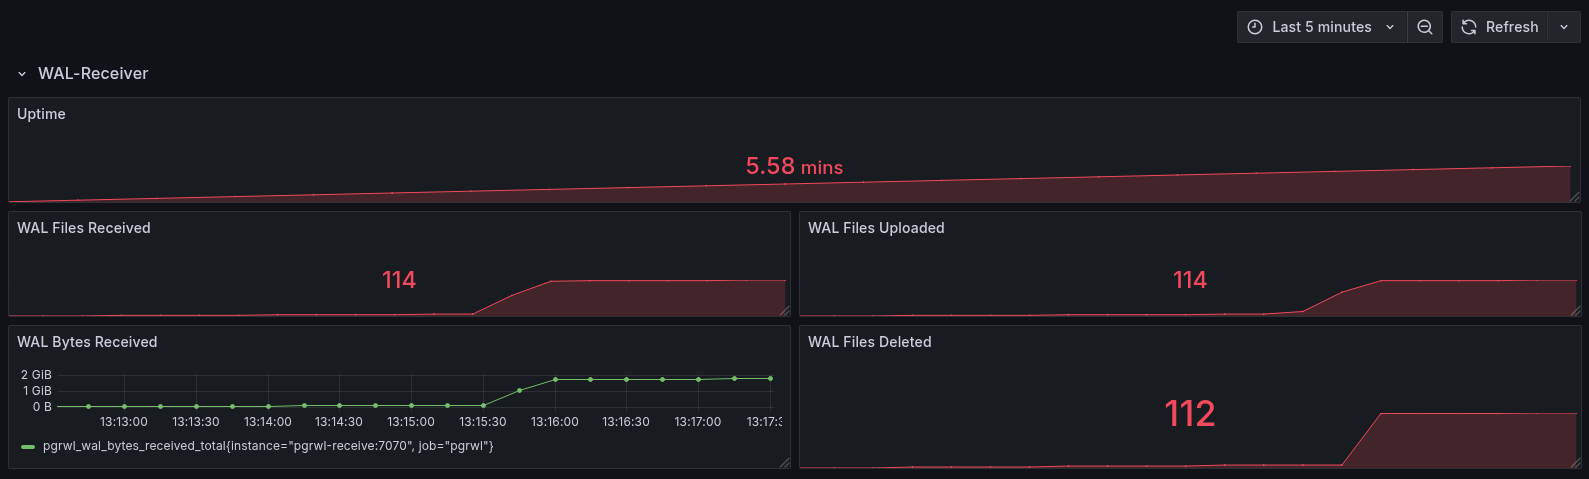 Last 5 minutes
Refresh
WAL-Receiver
Uptime
5.58 mins
WAL Files Received
114
WAL Files Uploaded
114
WAL Bytes Received
2 GiB
1 GiB
0 B
13:13:00 13:13:30 13:14:00 13:14:30 13:15:00 13:15:30 13:16:00 13:16:30 13:17:00 13:17:
pgrwl_wal_bytes_received_total{instance="pgrwl-receive:7070", job="pgrwl"}
WAL Files Deleted
112